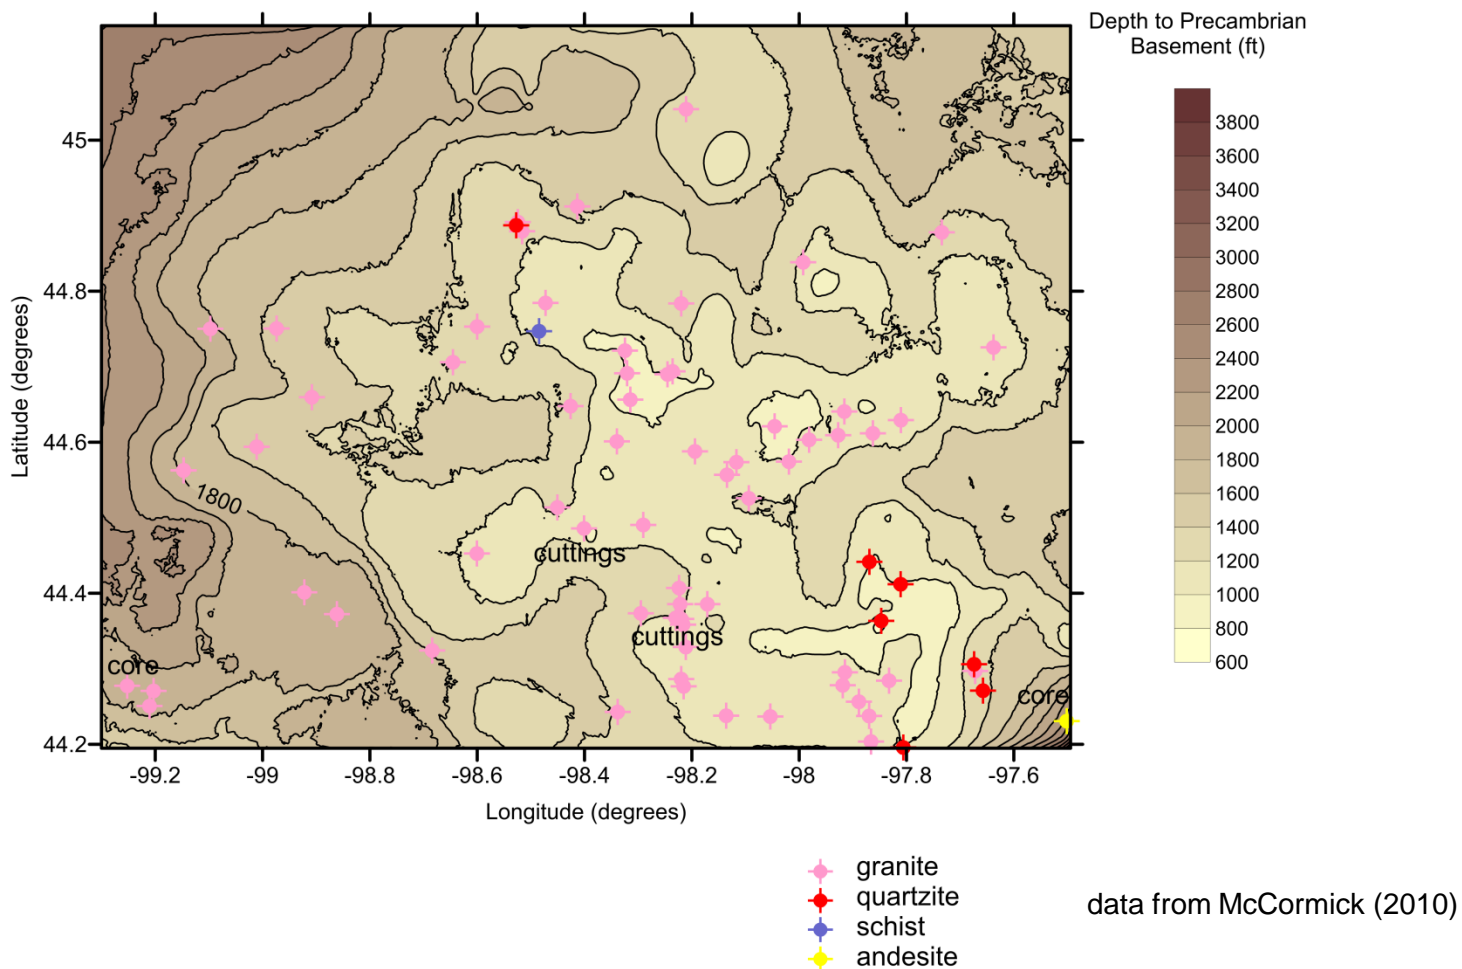 Depth to Precambrian
Basement (ft)
3800
3600
3400
3200
3000
2800
2600
2400
2200
2000
1800
1600
1400
1200
1000
800
600
Latitude (degrees)
45
44.8
44.6
44.4
44.2
1800
cuttings
cuttings
core
core
-99.2
-99
-98.8
-98.6
-98.4
-98.2
-98
-97.8
-97.6
Longitude (degrees)
granite
quartzite
schist
andesite
data from McCormick (2010)